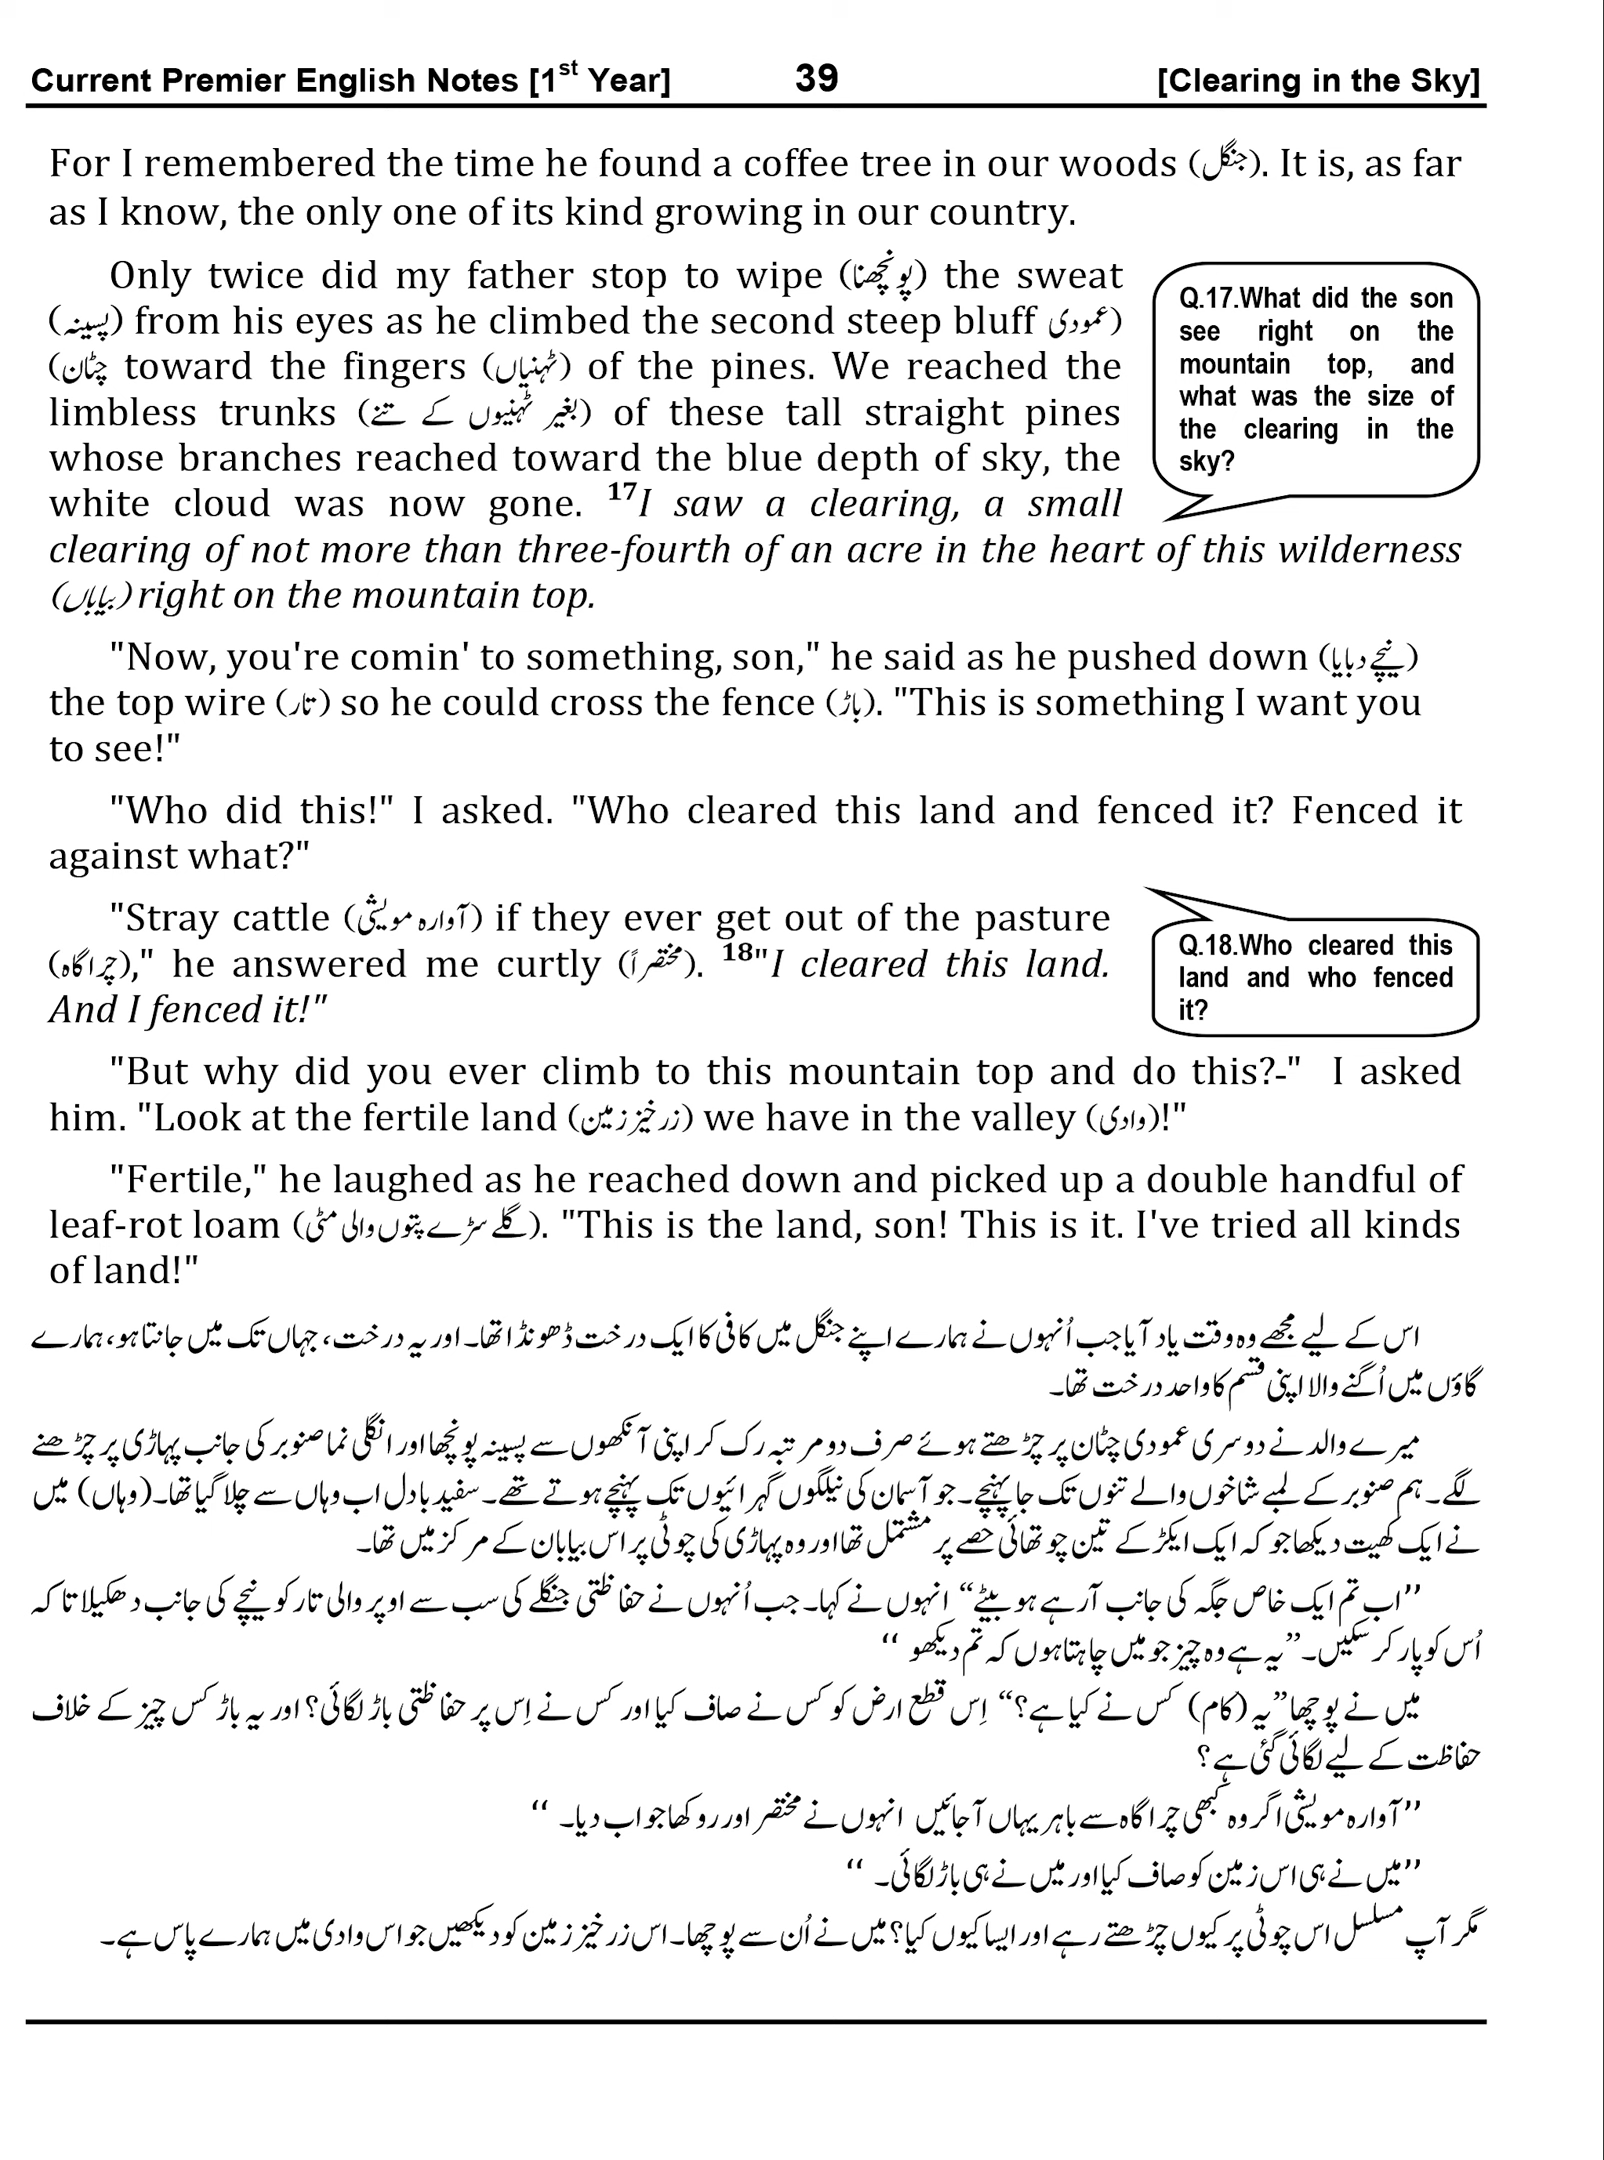 Current Premier English Notes [1st Year] 39 [Clearing in the Sky]
For I remembered the time he found a coffee tree in our woods (جنگل). It is, as far
as I know, the only one of its kind growing in our country.
Only twice did my father stop to wipe (پونچھنا) the sweat
(پسینہ) from his eyes as he climbed the second steep bluff (عمودی
چٹان) toward the fingers (ٹہنیاں) of the pines. We reached the
limbless trunks (بغیر ٹہنیوں کے تنے) of these tall straight pines
whose branches reached toward the blue depth of sky, the
white cloud was now gone. 17I saw a clearing, a small
clearing of not more than three-fourth of an acre in the heart of this wilderness
(بیاباں) right on the mountain top.
Q.17.What did the son
see right on the
mountain top, and
what was the size of
the clearing in the
sky?
"Now, you're comin' to something, son," he said as he pushed down (نیچے دبایا)
the top wire (تار) so he could cross the fence (باڑ). "This is something I want you
to see!"
"Who did this!" I asked. "Who cleared this land and fenced it? Fenced it
against what?"
"Stray cattle (آوارہ مویشی) if they ever get out of the pasture
(چراگاہ)," he answered me curtly (مختصراً). 18"I cleared this land.
And I fenced it!"
Q.18.Who cleared this
land and who fenced
it?
"But why did you ever climb to this mountain top and do this?-" I asked
him. "Look at the fertile land (زرخیز زمین) we have in the valley (وادی)!"
"Fertile," he laughed as he reached down and picked up a double handful of
leaf-rot loam (گلے سڑے پتوں والی مٹی). "This is the land, son! This is it. I've tried all kinds
of land!"
اس کے لیے مجھے وہ وقت یاد آیا جب اُنہوں نے ہمارے اپنے جنگل میں کافی کا ایک درخت ڈھونڈا تھا۔ اور یہ درخت، جہاں تک میں جانتا ہو، ہمارے
گاؤں میں اُگنے والا اپنی قسم کا واحد درخت تھا۔
میرے والد نے دوسری عمودی چٹان پر چڑھتے ہوئے صرف دو مرتبہ رک کر اپنی آنکھوں سے پسینہ پونچھا اور انگلی نما صنوبر کی جانب پہاڑی پر چڑھنے
لگے۔ ہم صنوبر کے لمبے شاخوں والے تنوں تک جا پہنچے۔ جو آسمان کی نیلگوں گہرائیوں تک پہنچے ہوتے تھے۔ سفید بادل اب وہاں سے چلا گیا تھا۔ (وہاں) میں
نے ایک کھیت دیکھا جو کہ ایک ایکڑ کے تین چوتھائی حصے پر مشتمل تھا اور وہ پہاڑی کی چوٹی پر اس بیابان کے مرکز میں تھا۔
”اب تم ایک خاص جگہ کی جانب آرہے ہو بیٹے“ انہوں نے کہا۔ جب اُنہوں نے حفاظتی جنگلے کی سب سے اوپر والی تار کو نیچے کی جانب دھکیلا تاکہ
اُس کو پار کر سکیں۔ ”یہ ہے وہ چیز جو میں چاہتا ہوں کہ تم دیکھو “
میں نے پوچھا ”یہ (کام) کس نے کیا ہے؟“ اِس قطع ارض کو کس نے صاف کیا اور کس نے اِس پر حفاظتی باڑ لگائی؟ اور یہ باڑ کس چیز کے خلاف
حفاظت کے لیے لگائی گئی ہے؟
”آوارہ مویشی اگر وہ کبھی چراگاہ سے باہر یہاں آجائیں انہوں نے مختصر اور روکھا جواب دیا۔ “
”میں نے ہی اس زمین کو صاف کیا اور میں نے ہی باڑ لگائی۔ “
مگر آپ مسلسل اس چوٹی پر کیوں چڑھتے رہے اور ایسا کیوں کیا؟ میں نے اُن سے پوچھا۔ اس زرخیز زمین کو دیکھیں جو اس وادی میں ہمارے پاس ہے۔